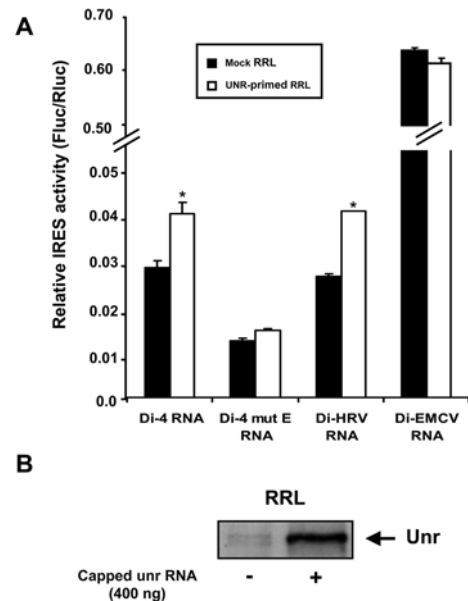 A
Relative IRES activity (Fluc/Rluc)
0.70
0.60
0.50
0.05
0.04
0.03
0.02
0.01
0.0
Mock RRL
UNR-primed RRL
*
*
Di-4 RNA
Di-4 mut E
RNA
Di-HRV
RNA
Di-EMCV
RNA
B
RRL
Unr
Capped unr RNA
(400 ng)
- +